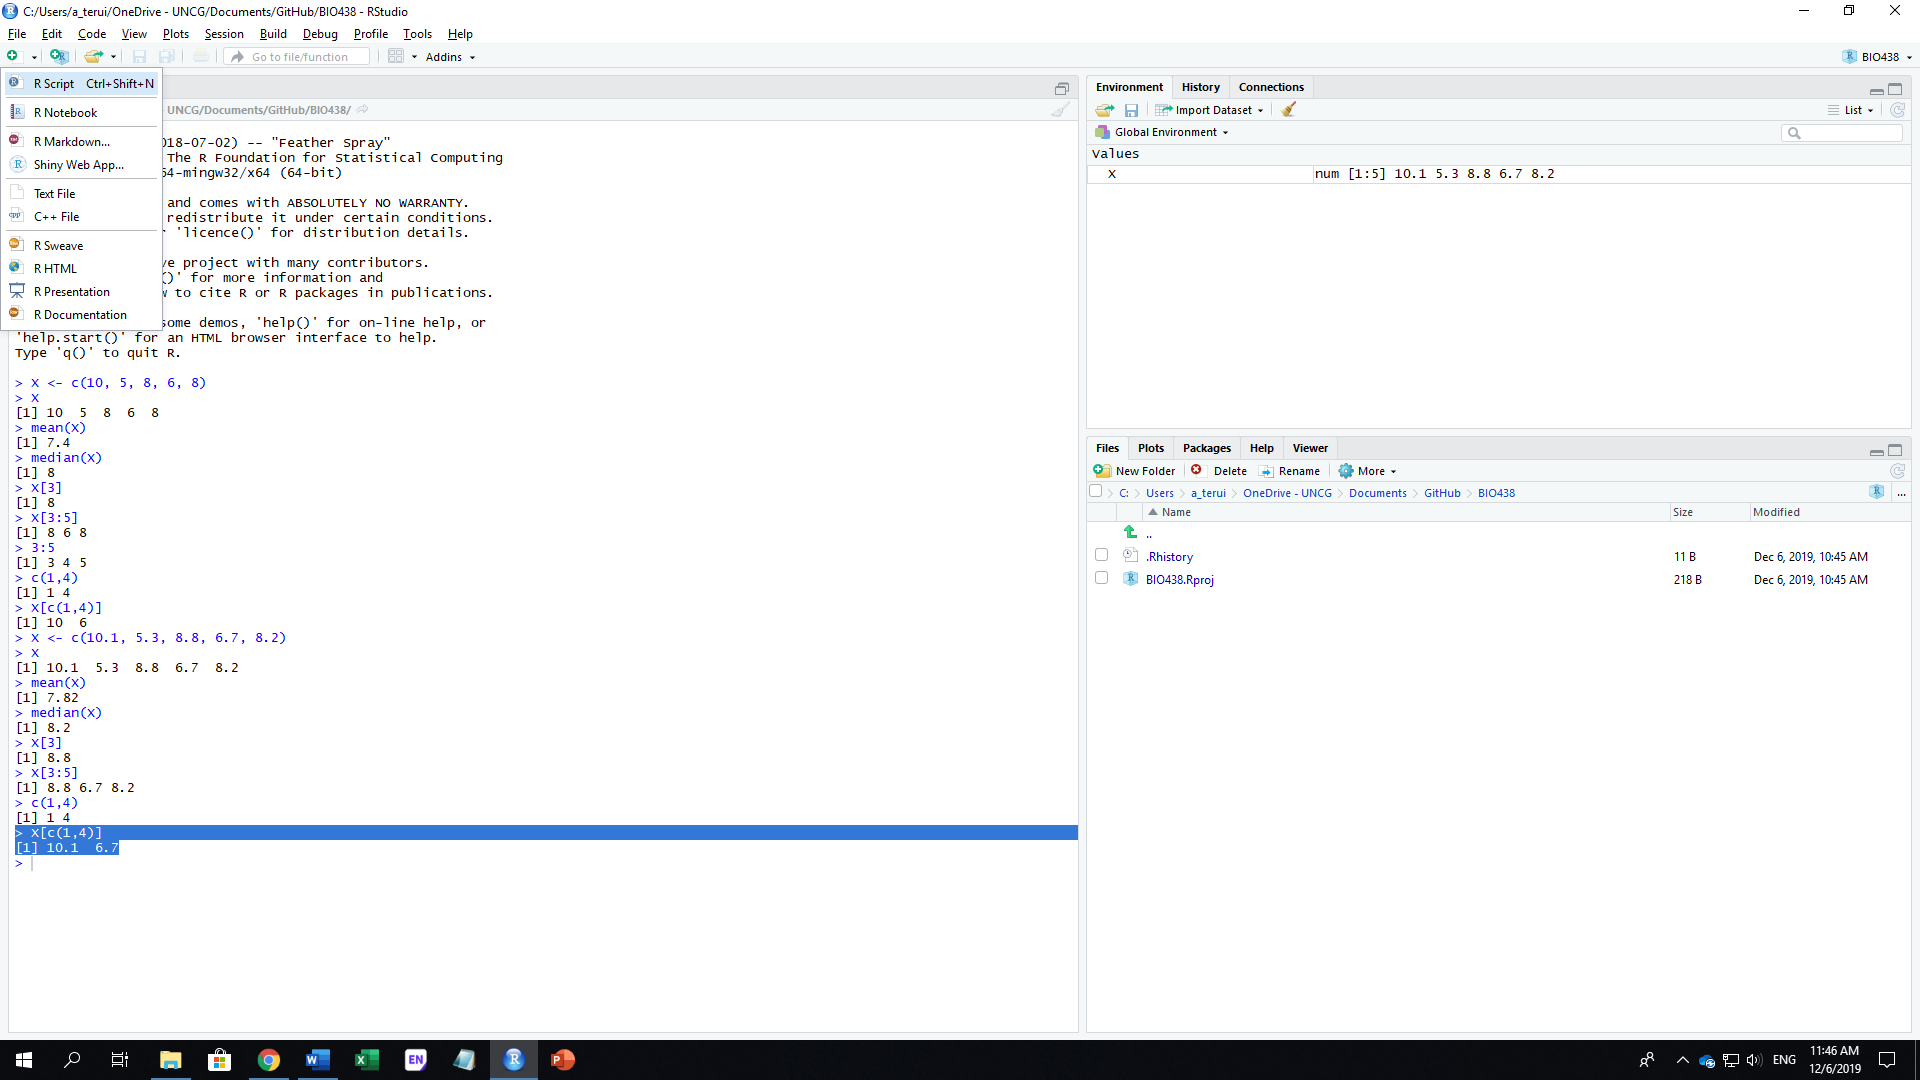 C:/Users/a_terui/OneDrive - UNCG/Documents/GitHub/BIO438 - RStudio
File Edit Code View Plots Session Build Debug Profile Tools Help
Go to file/function Addins BIO438
R Script Ctrl+Shift+N
R Notebook
R Markdown...
Shiny Web App...
Text File
C++ File
R Sweave
R HTML
R Presentation
R Documentation
UNCG/Documents/GitHub/BIO438/
018-07-02) -- "Feather Spray"
The R Foundation for Statistical Computing
64-mingw32/x64 (64-bit)
and comes with ABSOLUTELY NO WARRANTY.
redistribute it under certain conditions.
'licence()' for distribution details.
ve project with many contributors.
()' for more information and
to cite R or R packages in publications.
some demos, 'help()' for on-line help, or
'help.start()' for an HTML browser interface to help.
Type 'q()' to quit R.
> X <- c(10, 5, 8, 6, 8)
> X
[1] 10 5 8 6 8
> mean(X)
[1] 7.4
> median(X)
[1] 8
> X[3]
[1] 8
> X[3:5]
[1] 8 6 8
> 3:5
[1] 3 4 5
> c(1,4)
[1] 1 4
> X[c(1,4)]
[1] 10 6
> X <- c(10.1, 5.3, 8.8, 6.7, 8.2)
> X
[1] 10.1 5.3 8.8 6.7 8.2
> mean(X)
[1] 7.82
> median(X)
[1] 8.2
> X[3]
[1] 8.8
> X[3:5]
[1] 8.8 6.7 8.2
> c(1,4)
[1] 1 4
> X[c(1,4)]
[1] 10.1 6.7
>
Environment History Connections
Import Dataset List
Global Environment
Values
X num [1:5] 10.1 5.3 8.8 6.7 8.2
Files Plots Packages Help Viewer
New Folder Delete Rename More
C: Users a_terui OneDrive - UNCG Documents GitHub BIO438 ...
Name Size Modified
..
.Rhistory 11 B Dec 6, 2019, 10:45 AM
BIO438.Rproj 218 B Dec 6, 2019, 10:45 AM
EN
ENG
11:46 AM
12/6/2019